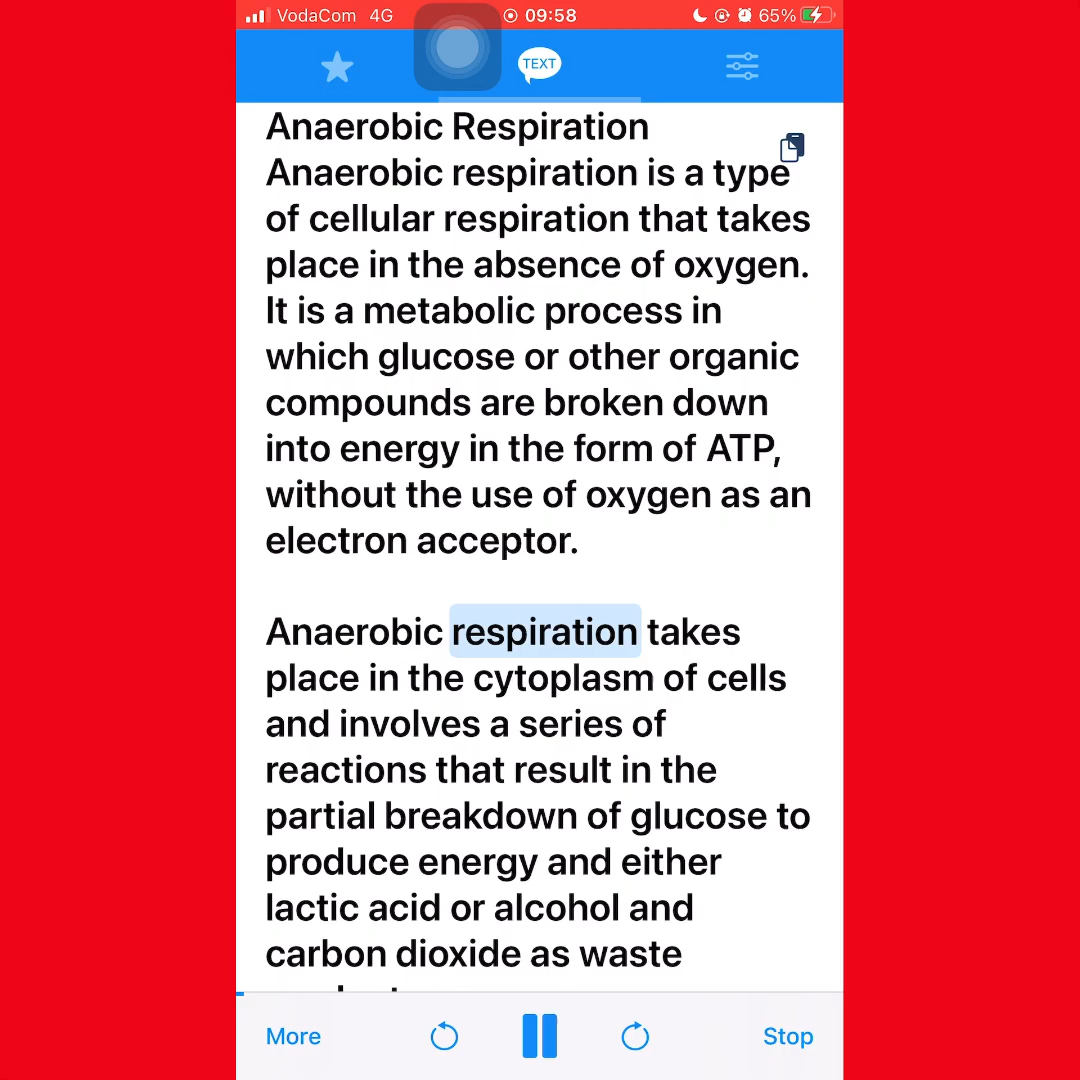 VodaCom 4G 09:58 65%
TEXT
Anaerobic Respiration
Anaerobic respiration is a type
of cellular respiration that takes
place in the absence of oxygen.
It is a metabolic process in
which glucose or other organic
compounds are broken down
into energy in the form of ATP,
without the use of oxygen as an
electron acceptor.
Anaerobic respiration takes
place in the cytoplasm of cells
and involves a series of
reactions that result in the
partial breakdown of glucose to
produce energy and either
lactic acid or alcohol and
carbon dioxide as waste
More Stop